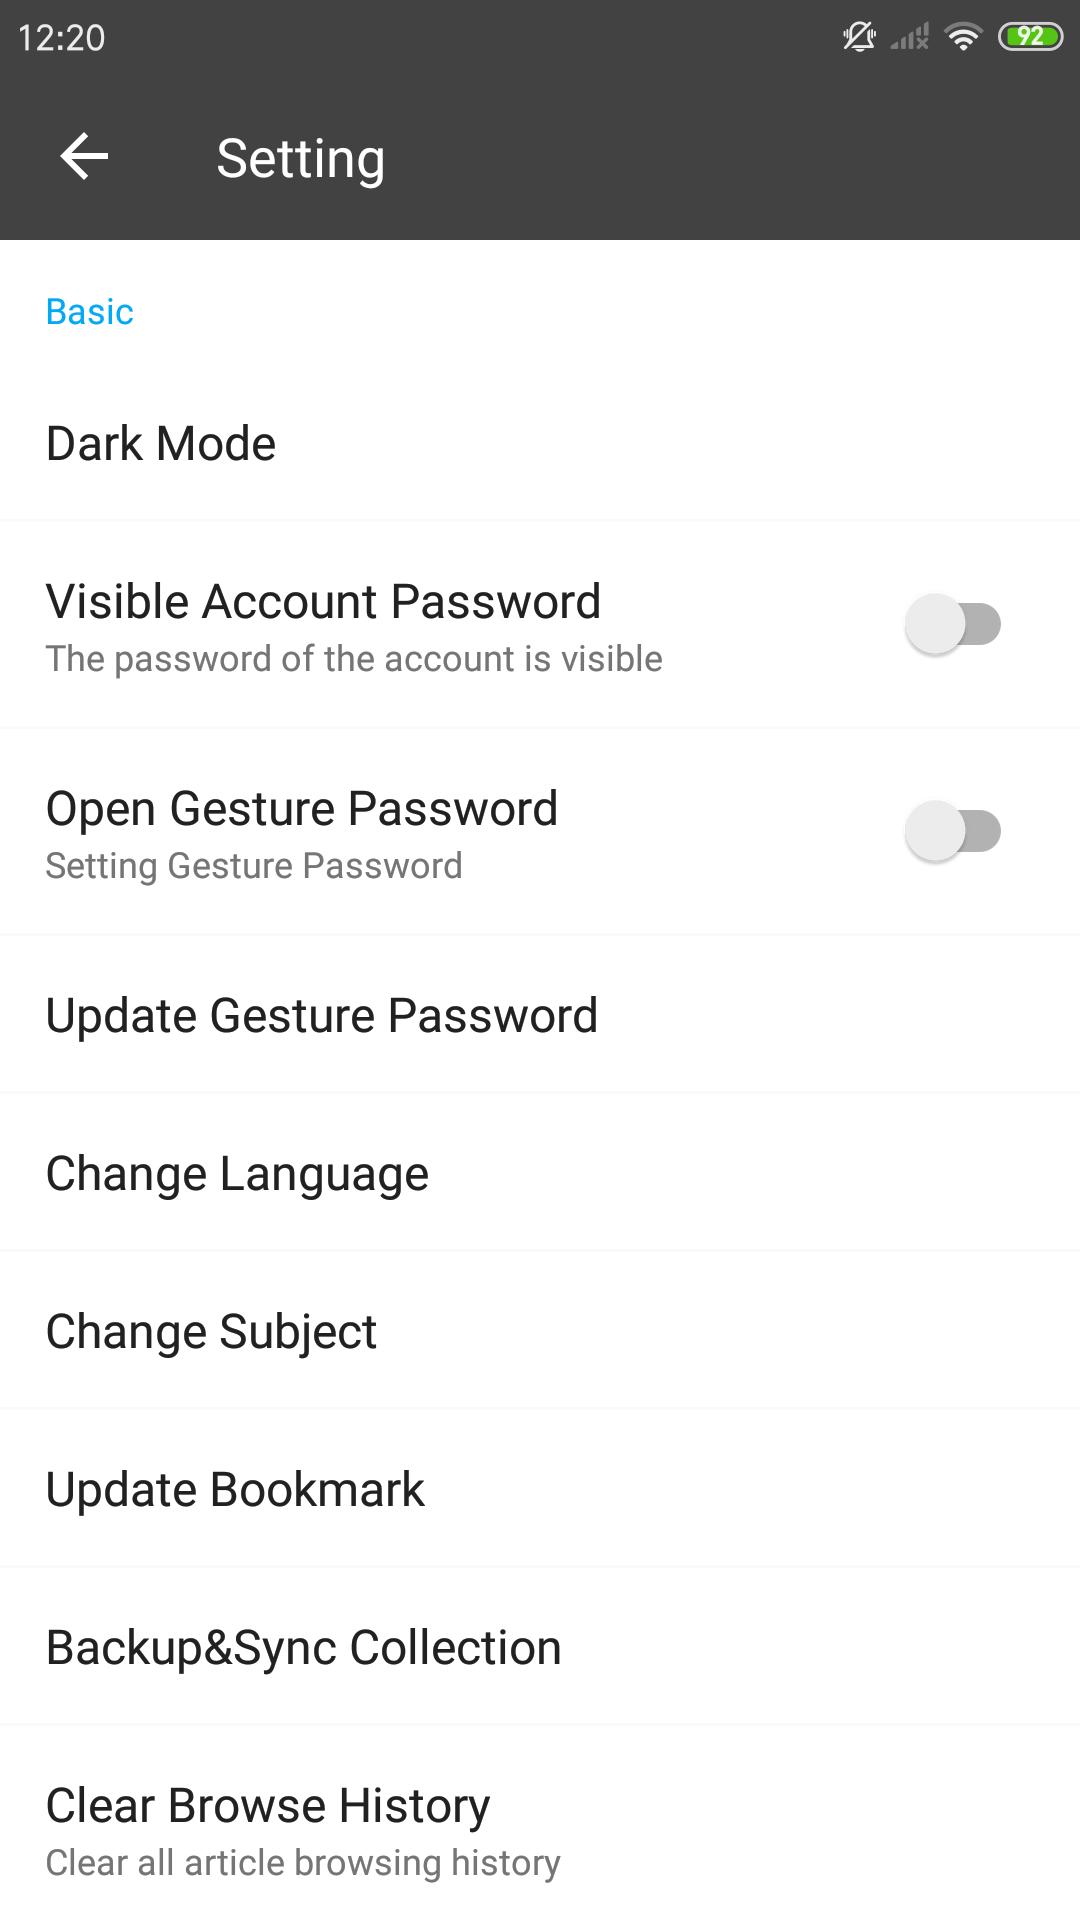 12:20
92
Setting
Basic
Dark Mode
Visible Account Password
The password of the account is visible
Open Gesture Password
Setting Gesture Password
Update Gesture Password
Change Language
Change Subject
Update Bookmark
Backup&Sync Collection
Clear Browse History
Clear all article browsing history